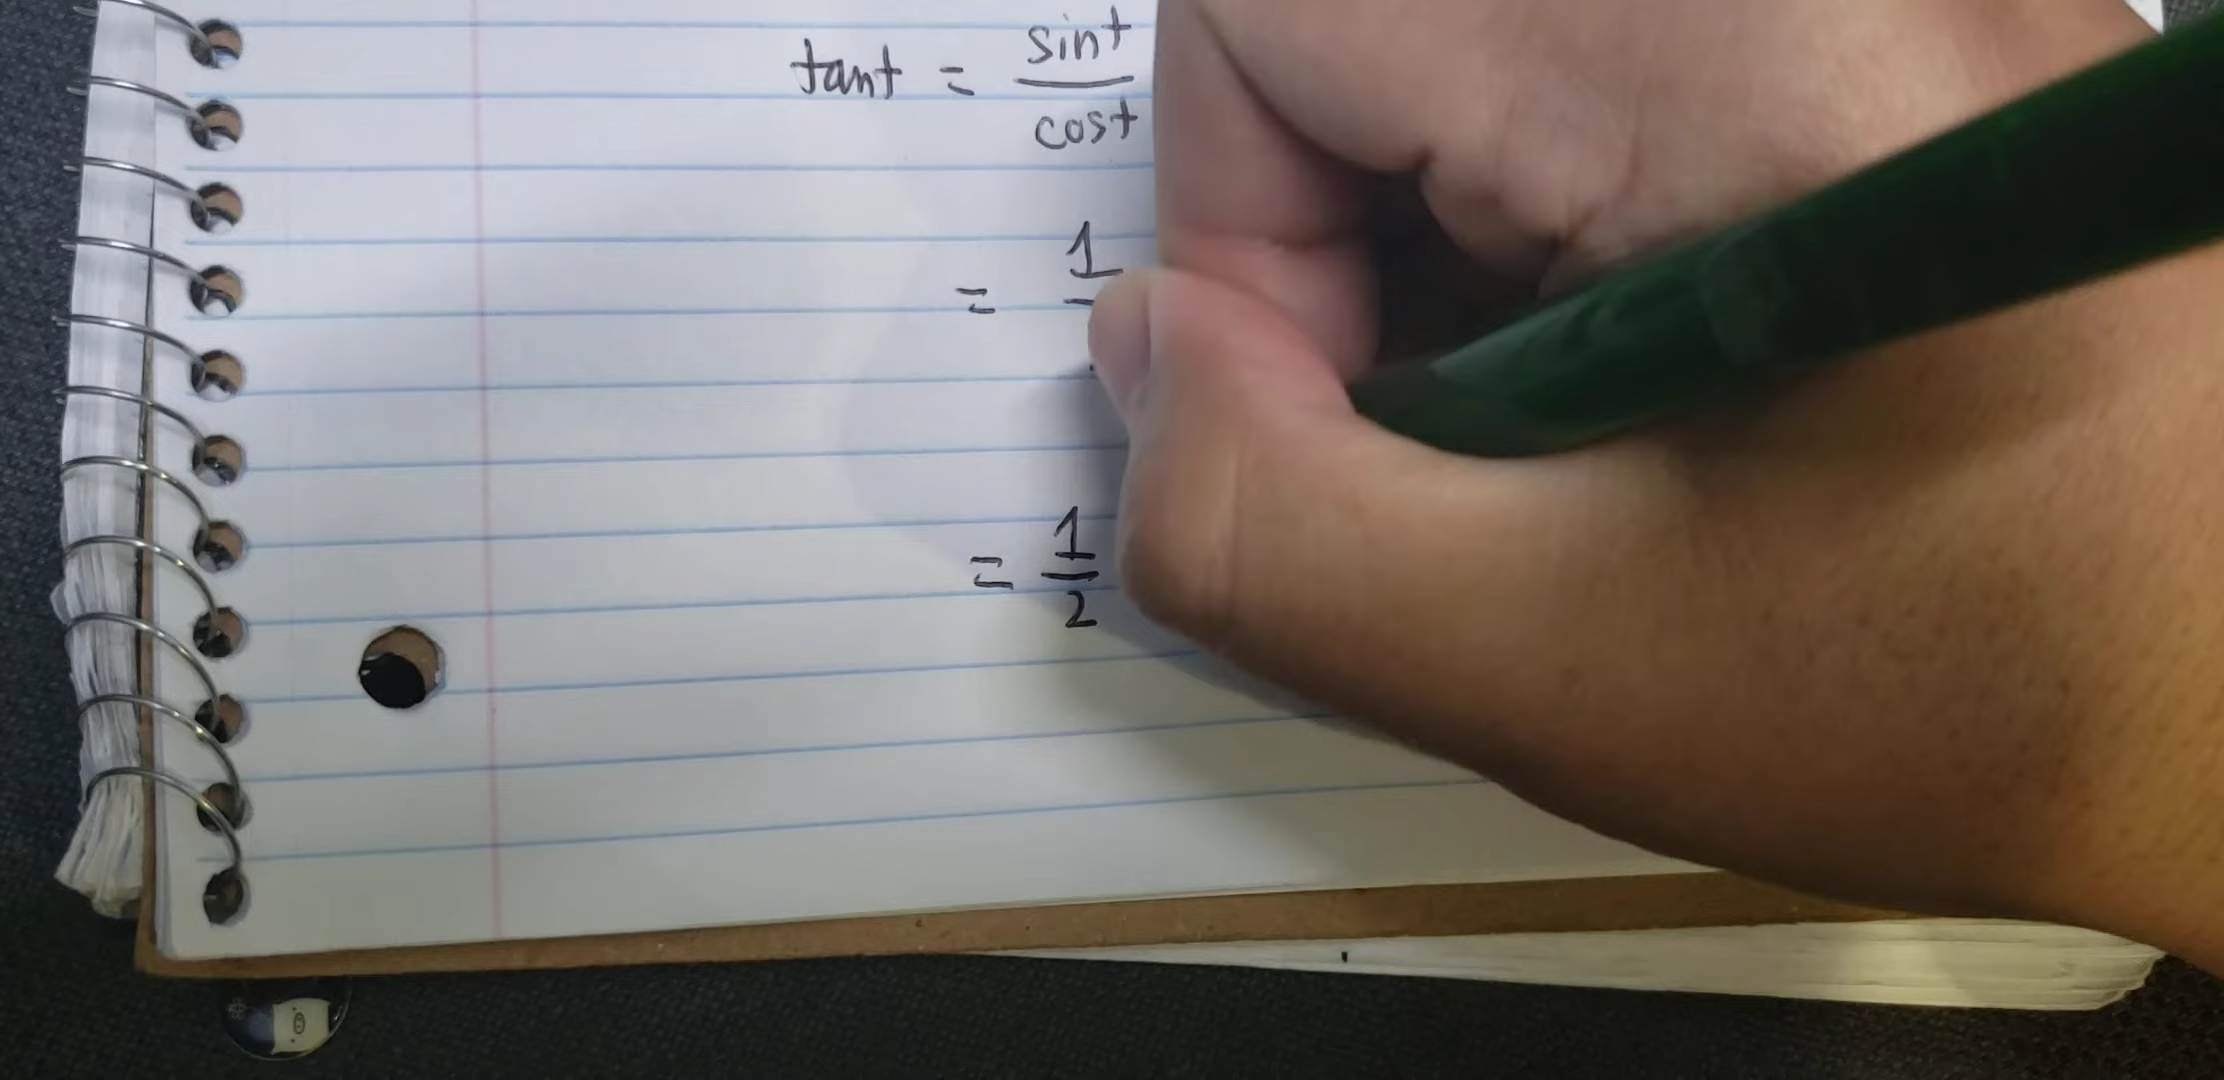 tant = sint
cost
= 1
= 1
2